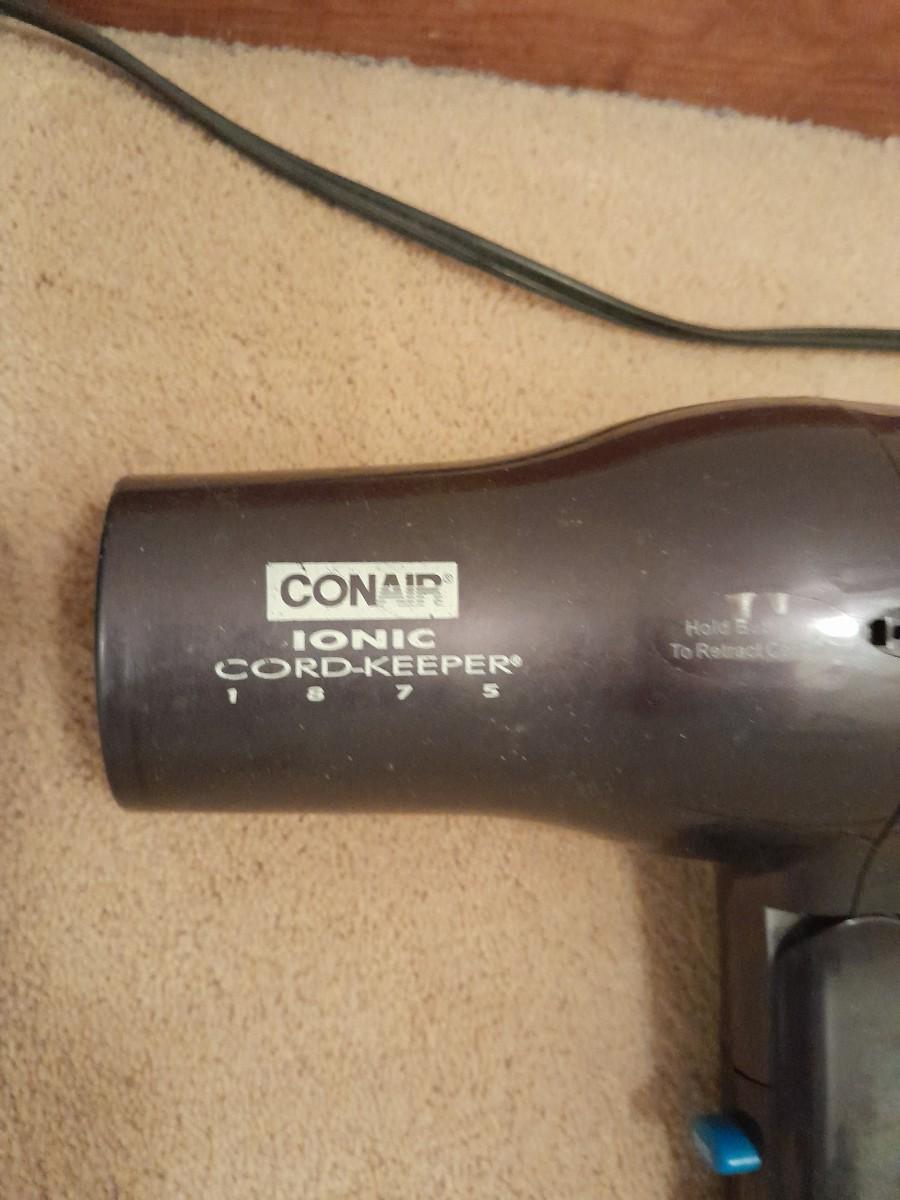 CONAIR®
IONIC
CORD-KEEPER®
1 8 7 5
Hold
To Retract